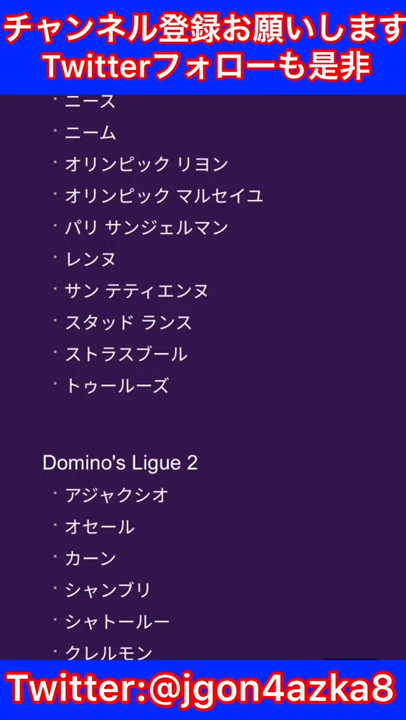 チャンネル登録お願いします
Twitterフォローも是非
・ニース
・ニーム
・オリンピック リヨン
・オリンピック マルセイユ
・パリ サンジェルマン
・レンヌ
・サン テティエンヌ
・スタッド ランス
・ストラスブール
・トゥールーズ
Domino's Ligue 2
・アジャクシオ
・オセール
・カーン
・シャンブリ
・シャトールー
・クレルモン
Twitter:@jgon4azka8